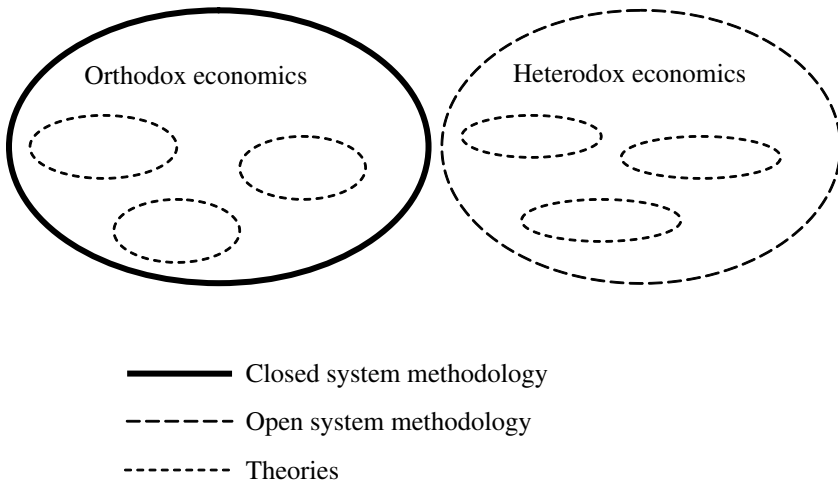 Orthodox economics
Heterodox economics
Closed system methodology
Open system methodology
Theories